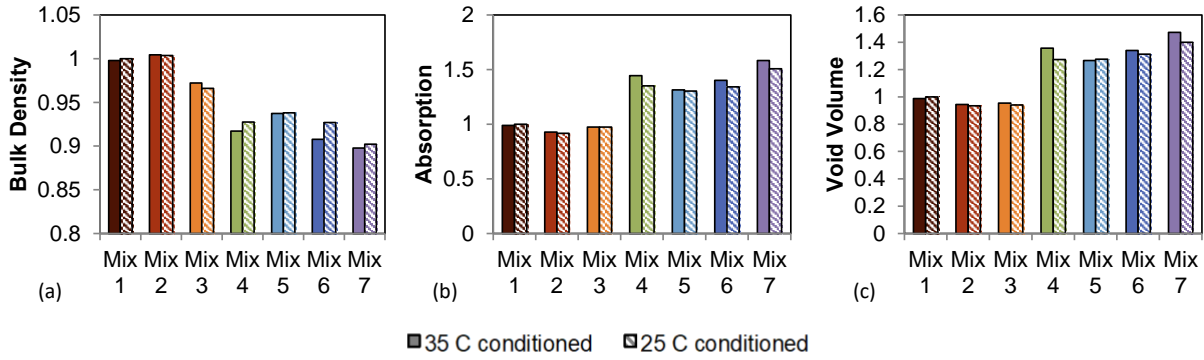 Bulk Density
1.05
1
0.95
0.9
0.85
0.8
Mix 1 Mix 2 Mix 3 Mix 4 Mix 5 Mix 6 Mix 7
(a)
Absorption
2
1.5
1
0.5
0
Mix 1 Mix 2 Mix 3 Mix 4 Mix 5 Mix 6 Mix 7
(b)
Void Volume
1.6
1.4
1.2
1
0.8
0.6
0.4
0.2
0
Mix 1 Mix 2 Mix 3 Mix 4 Mix 5 Mix 6 Mix 7
(c)
35 C conditioned 25 C conditioned